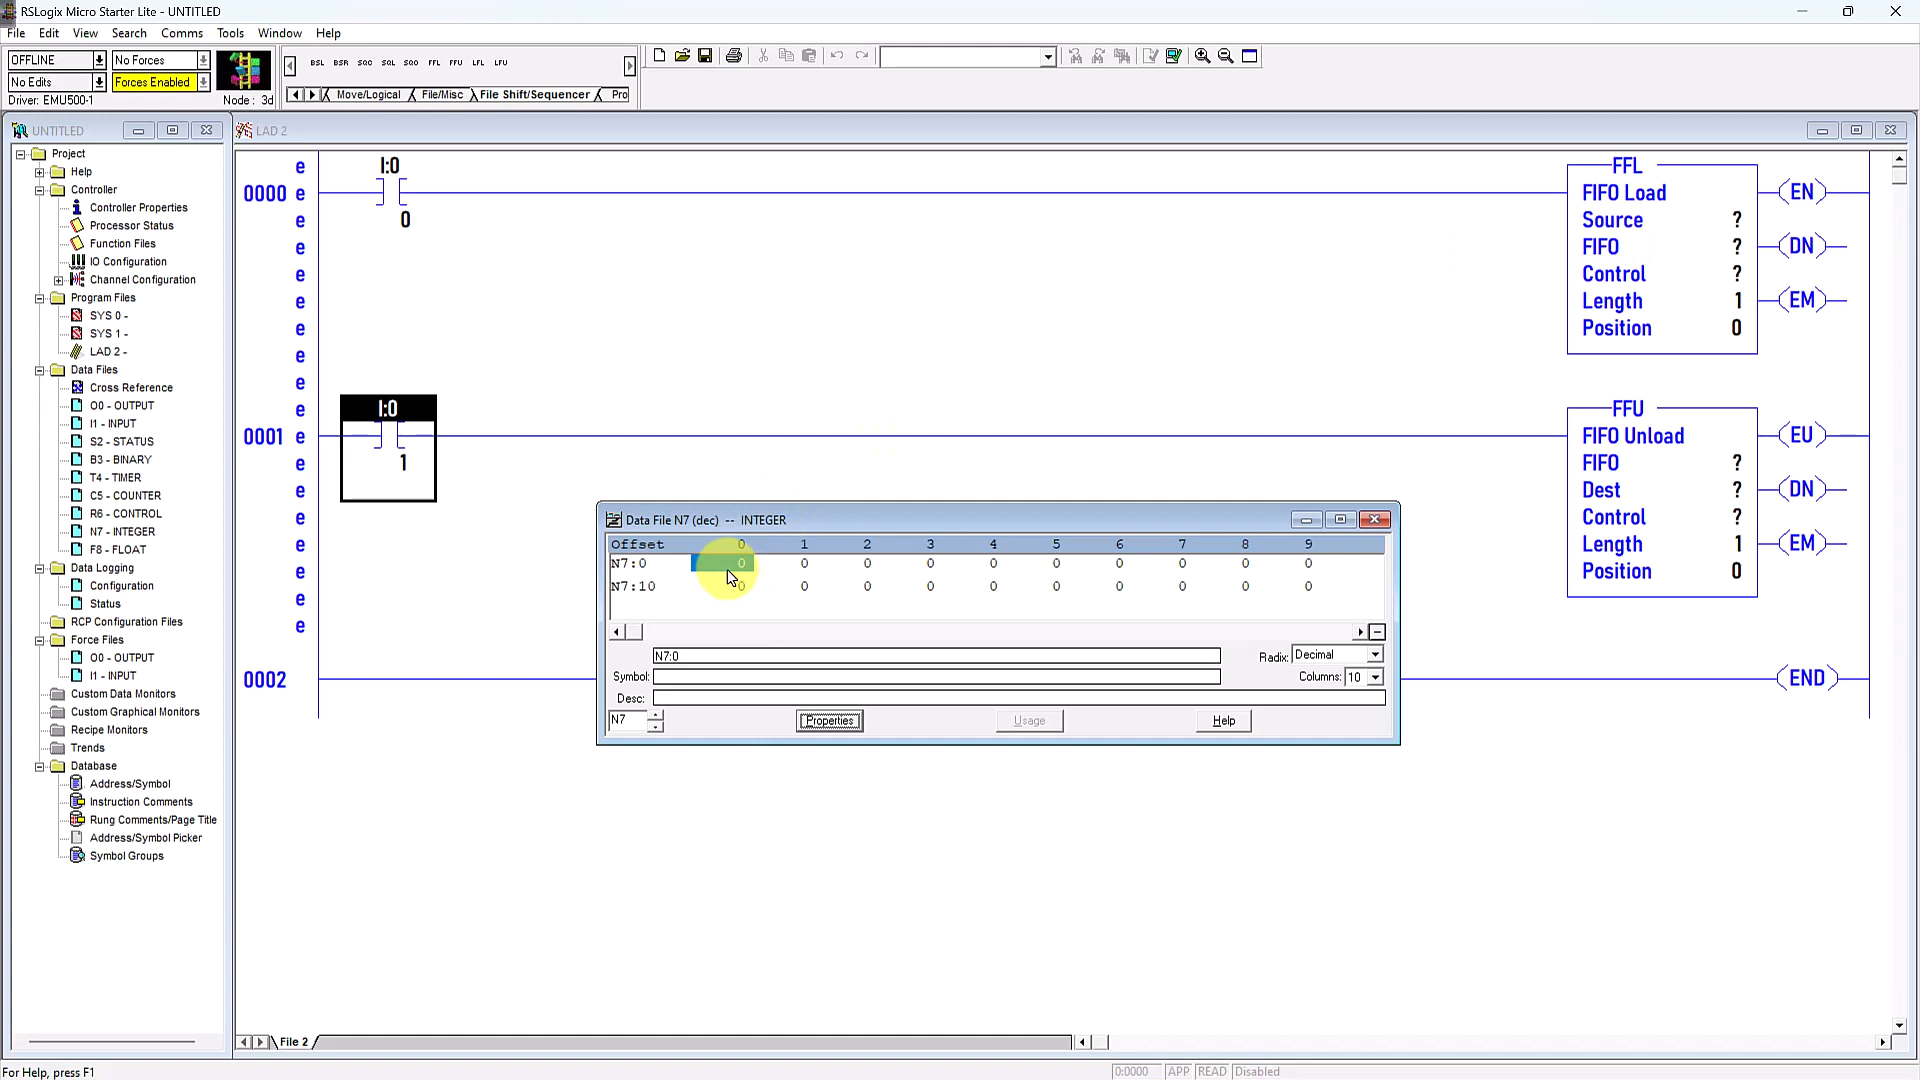 RSLogix Micro Starter Lite - UNTITLED
File Edit View Search Comms Tools Window Help
OFFLINE No Forces
No Edits Forces Enabled
Driver: EMU500-1 Node : 3d
BSL BSR SQC SQL SQO FFL FFU LFL LFU
Move/Logical File/Misc File Shift/Sequencer Pro
UNTITLED
Project
Help
Controller
Controller Properties
Processor Status
Function Files
IO Configuration
Channel Configuration
Program Files
SYS 0 -
SYS 1 -
LAD 2 -
Data Files
Cross Reference
O0 - OUTPUT
I1 - INPUT
S2 - STATUS
B3 - BINARY
T4 - TIMER
C5 - COUNTER
R6 - CONTROL
N7 - INTEGER
F8 - FLOAT
Data Logging
Configuration
Status
RCP Configuration Files
Force Files
O0 - OUTPUT
I1 - INPUT
Custom Data Monitors
Custom Graphical Monitors
Recipe Monitors
Trends
Database
Address/Symbol
Instruction Comments
Rung Comments/Page Title
Address/Symbol Picker
Symbol Groups
LAD 2
e I:0 FFL
0000 e FIFO Load EN
e 0 Source ?
e FIFO ? DN
e Control ?
e Length 1 EM
e Position 0
e
e
e I:0 FFU
0001 e FIFO Unload EU
e 1 FIFO ?
e Dest ? DN
e Control ?
e Length 1 EM
e Position 0
e
e
0002 END
Data File N7 (dec) -- INTEGER
Offset 0 1 2 3 4 5 6 7 8 9
N7:0 0 0 0 0 0 0 0 0 0 0
N7:10 0 0 0 0 0 0 0 0 0 0
N7:0 Radix: Decimal
Symbol: Columns: 10
Desc:
N7 Properties Usage Help
File 2
For Help, press F1 0:0000 APP READ Disabled